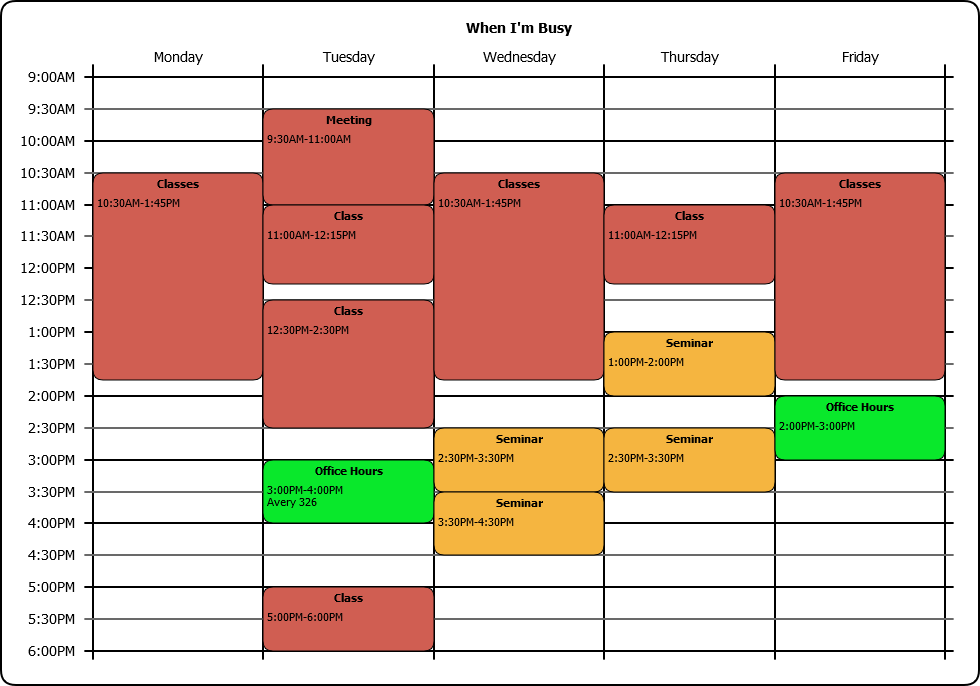 When I'm Busy
Monday Tuesday Wednesday Thursday Friday
9:00AM
9:30AM
Meeting
9:30AM-11:00AM
10:00AM
10:30AM
Classes Classes Classes
10:30AM-1:45PM 10:30AM-1:45PM 10:30AM-1:45PM
11:00AM
Class Class
11:00AM-12:15PM 11:00AM-12:15PM
11:30AM
12:00PM
12:30PM
Class
12:30PM-2:30PM
1:00PM
Seminar
1:00PM-2:00PM
1:30PM
2:00PM
Office Hours
2:00PM-3:00PM
2:30PM
Seminar Seminar
2:30PM-3:30PM 2:30PM-3:30PM
3:00PM
Office Hours
3:00PM-4:00PM
Avery 326
3:30PM
Seminar
3:30PM-4:30PM
4:00PM
4:30PM
5:00PM
Class
5:00PM-6:00PM
5:30PM
6:00PM